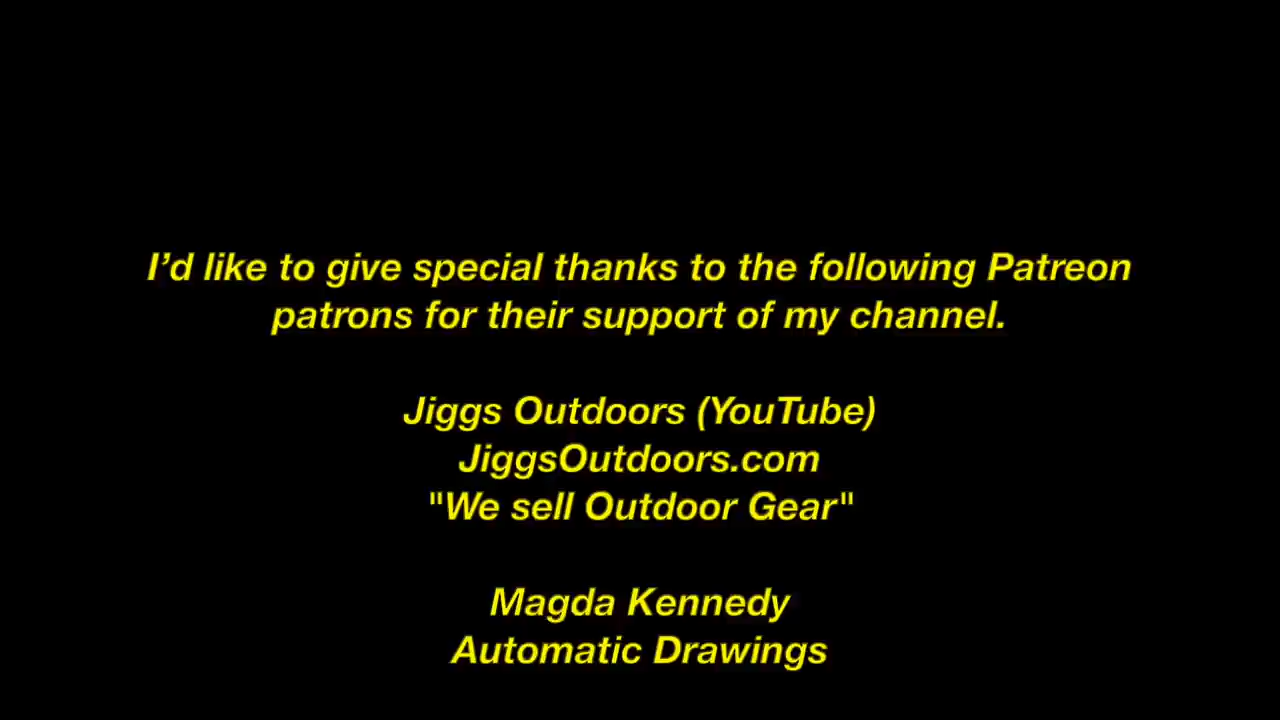 I’d like to give special thanks to the following Patreon
patrons for their support of my channel.
Jiggs Outdoors (YouTube)
JiggsOutdoors.com
"We sell Outdoor Gear"
Magda Kennedy
Automatic Drawings